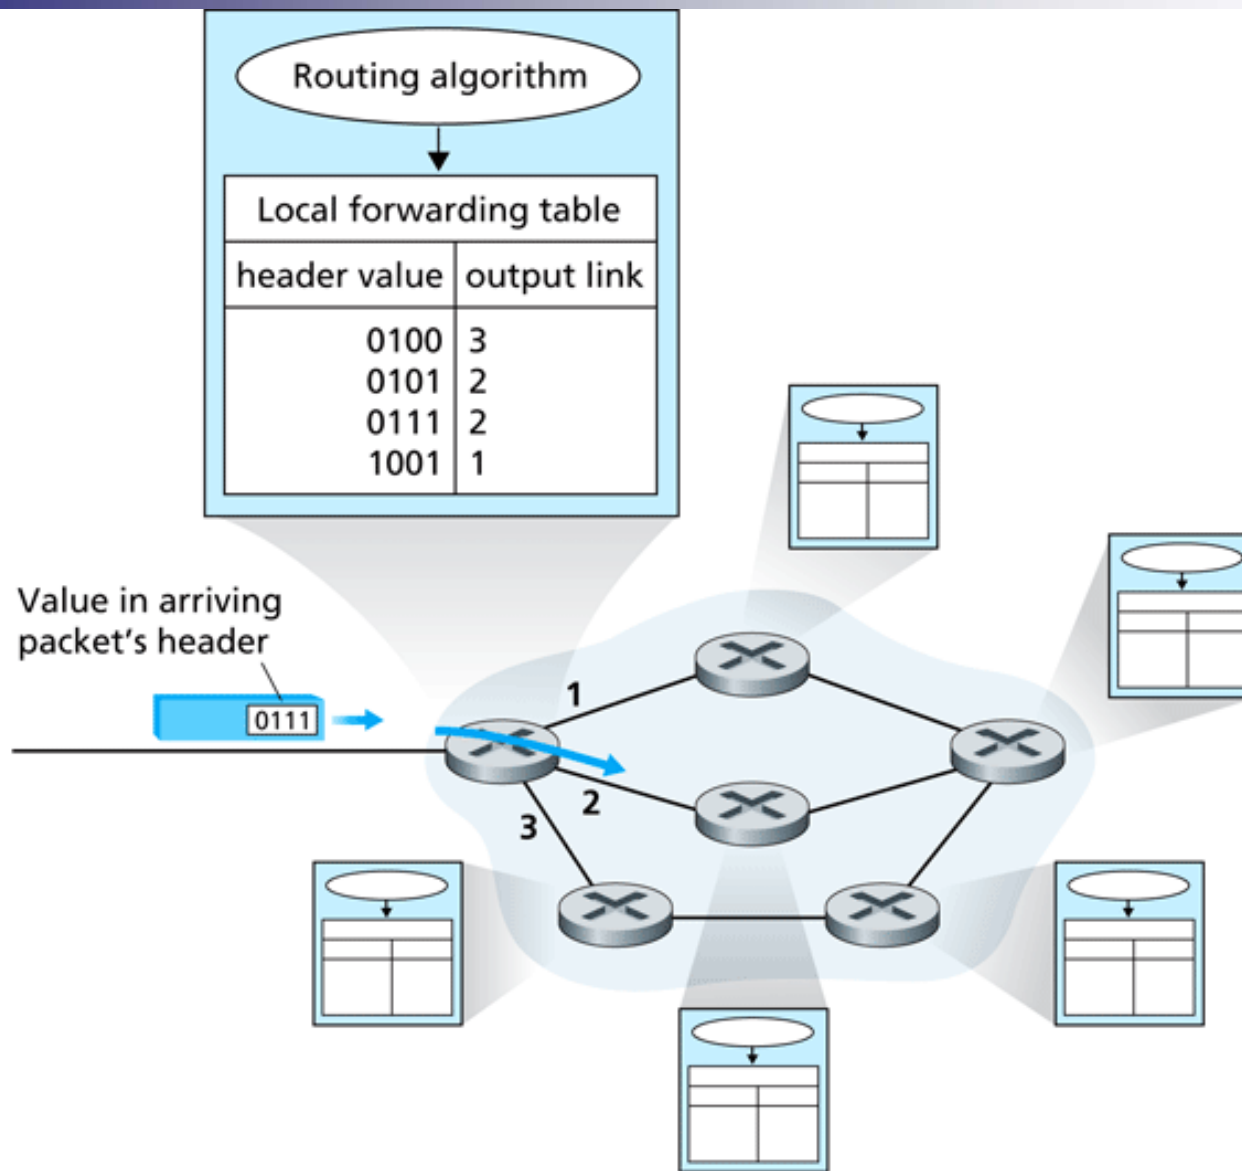 Routing algorithm
Local forwarding table
header value output link
0100 3
0101 2
0111 2
1001 1
Value in arriving
packet's header
0111
1
2
3